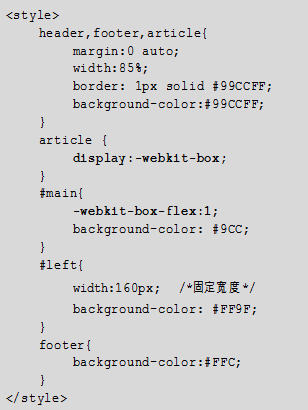 <style>
header,footer,article{
margin:0 auto;
width:85%;
border: 1px solid #99CCFF;
background-color:#99CCFF;
}
article {
display:-webkit-box;
}
#main{
-webkit-box-flex:1;
background-color: #9CC;
}
#left{
width:160px; /*固定宽度*/
background-color: #FF9F;
}
footer{
background-color:#FFC;
}
</style>